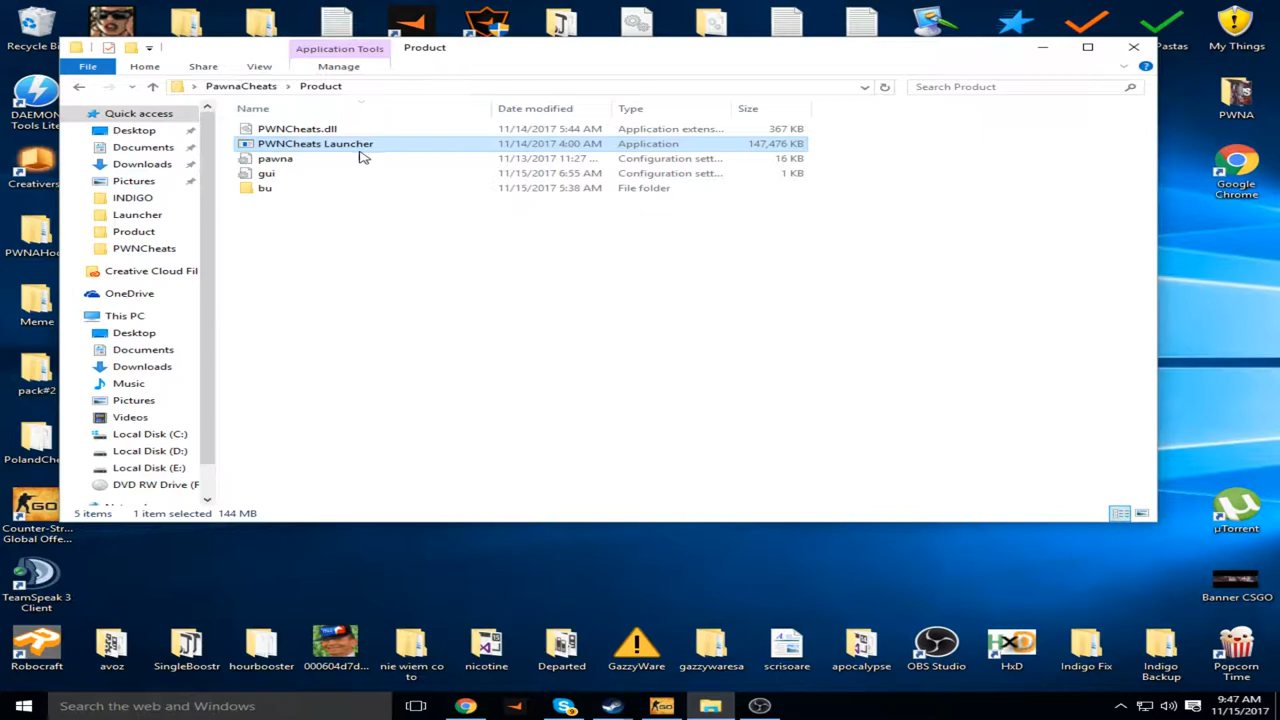 Recycle Bin
Pastas
My Things
Application Tools
Product
File
Home
Share
View
Manage
PawnaCheats
Product
Search Product
Quick access
Desktop
Documents
Downloads
Pictures
INDIGO
Launcher
Product
PWNCheats
Creative Cloud Fil
OneDrive
This PC
Desktop
Documents
Downloads
Music
Pictures
Videos
Local Disk (C:)
Local Disk (D:)
Local Disk (E:)
DVD RW Drive (F
Name Date modified Type Size
PWNCheats.dll 11/14/2017 5:44 AM Application extens... 367 KB
PWNCheats Launcher 11/14/2017 4:00 AM Application 147,476 KB
pawna 11/13/2017 11:27 ... Configuration sett... 16 KB
gui 11/15/2017 6:55 AM Configuration sett... 1 KB
bu 11/15/2017 5:38 AM File folder
5 items 1 item selected 144 MB
DAEMON
Tools Lite
Creativers
PWNAHoo
Meme
pack#2
PolandChe
GO
Counter-Str...
Global Offe...
TeamSpeak 3
Client
PWNA
Google
Chrome
µTorrent
Banner CSGO
Robocraft
avoz
SingleBoostr
hourbooster
000604d7d...
nie wiem co
to
nicotine
Departed
GazzyWare
gazzywaresa
scrisoare
apocalypse
OBS Studio
HxD
Indigo Fix
Indigo
Backup
Popcorn
Time
Search the web and Windows
9:47 AM
11/15/2017